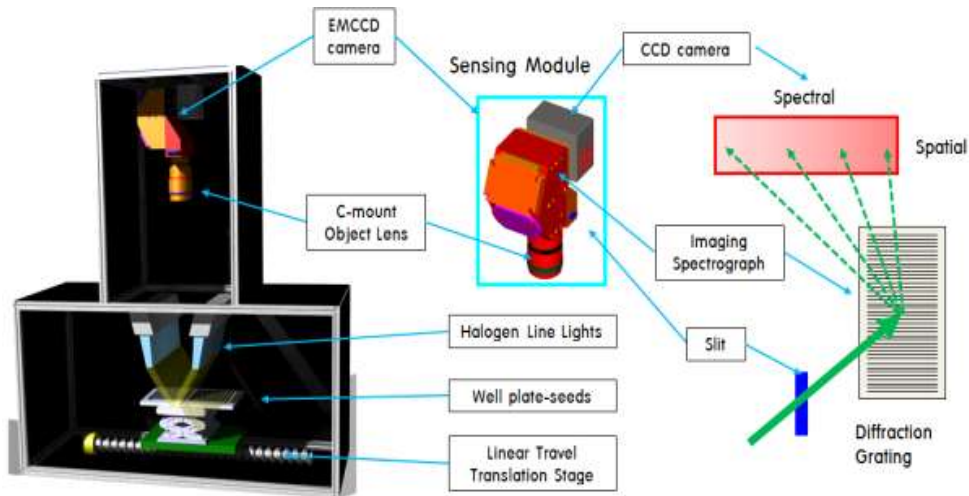 EMCCD
camera
Sensing Module
CCD camera
Spectral
Spatial
C-mount
Object Lens
Imaging
Spectrograph
Halogen Line Lights
Slit
Well plate-seeds
Linear Travel
Translation Stage
Diffraction
Grating